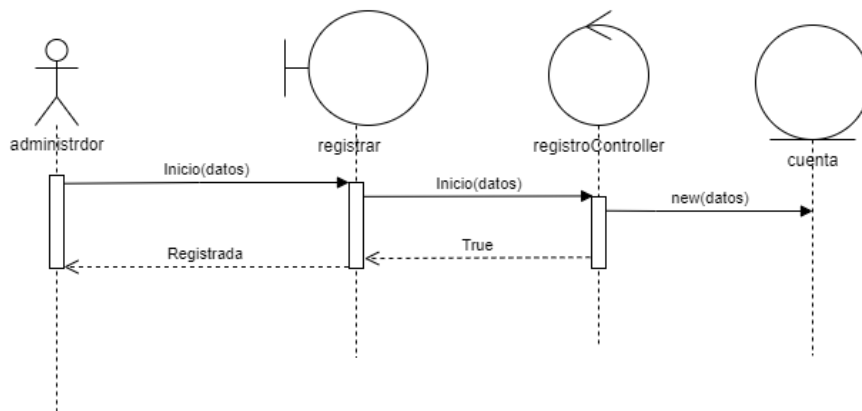 administrdor
registrar
registroController
cuenta
Inicio(datos)
Inicio(datos)
new(datos)
True
Registrada